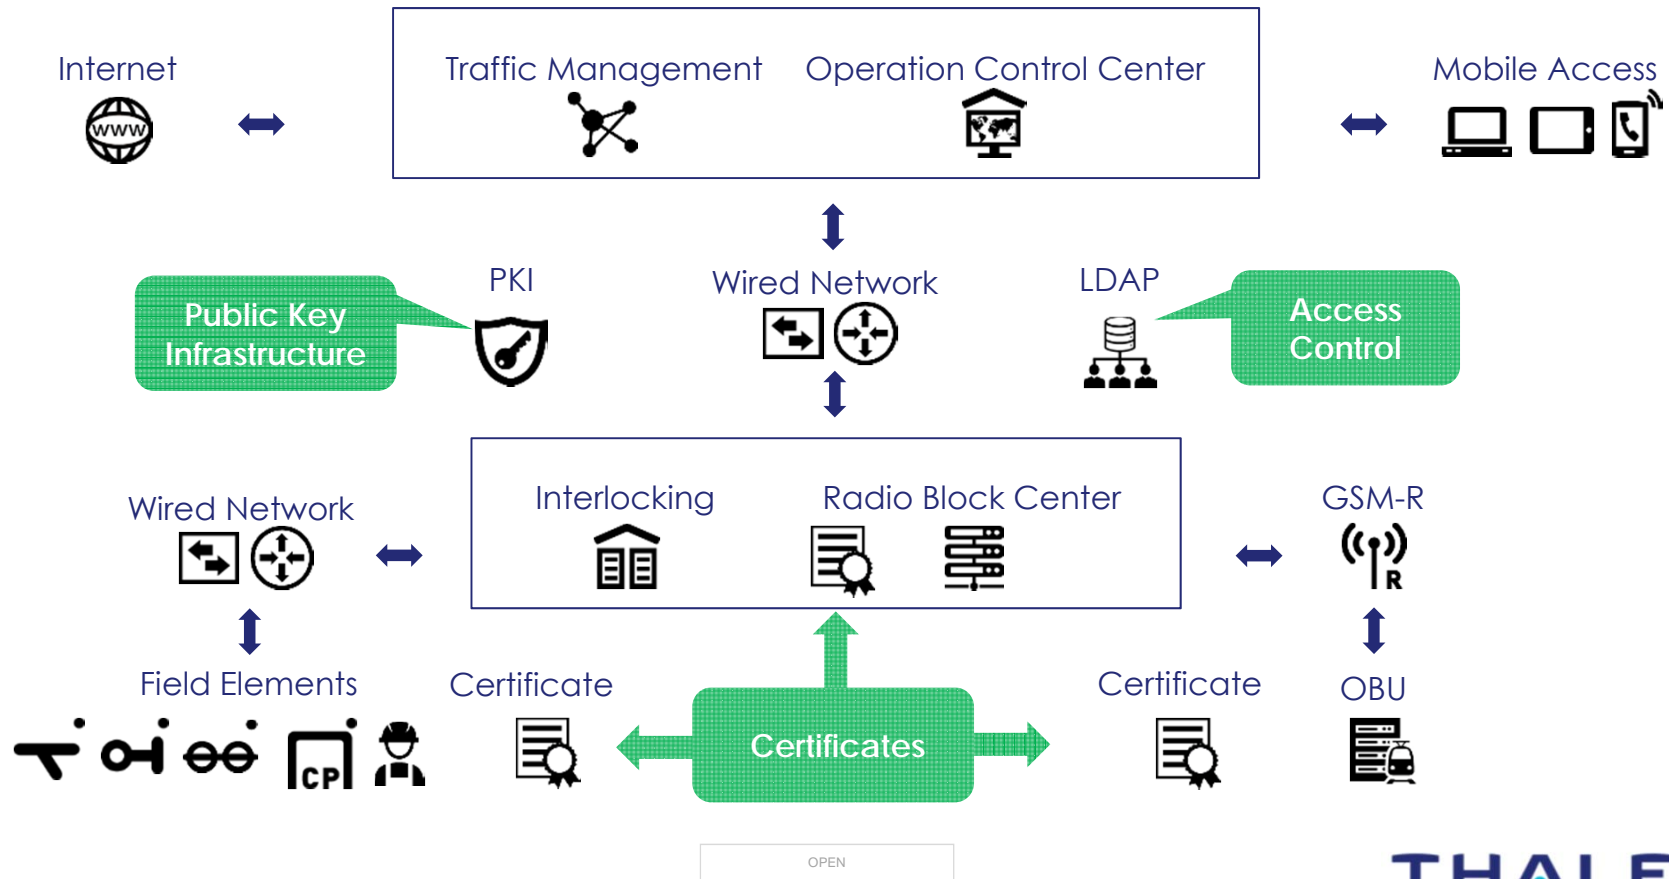 Internet
Traffic Management
Operation Control Center
Mobile Access
www
PKI
Wired Network
LDAP
Public Key
Infrastructure
Access
Control
Wired Network
Interlocking
Radio Block Center
GSM-R
R
Field Elements
Certificate
Certificates
Certificate
OBU
CP
OPEN